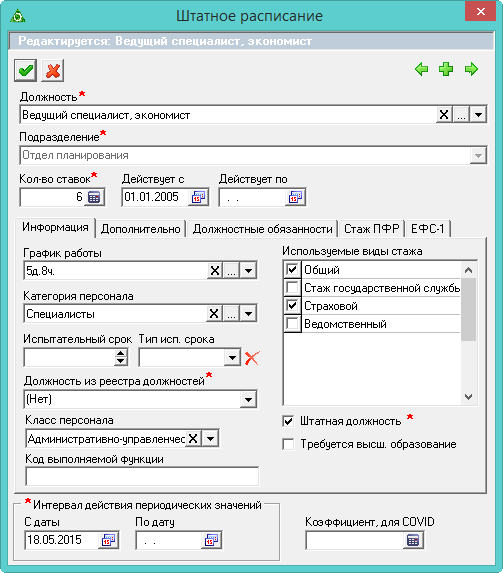 Штатное расписание
Редактируется: Ведущий специалист, экономист
Должность*
Ведущий специалист, экономист
Подразделение*
Отдел планирования
Кол-во ставок* Действует с Действует по
6 01.01.2005 . .
Информация Дополнительно Должностные обязанности Стаж ПФР ЕФС-1
График работы
5д.8ч.
Категория персонала
Специалисты
Испытательный срок Тип исп. срока
Должность из реестра должностей*
(Нет)
Класс персонала
Административно-управленчес
Код выполняемой функции
Используемые виды стажа
Общий
Стаж государственной службы
Страховой
Ведомственный
Штатная должность *
Требуется высш. образование
* Интервал действия периодических значений
С даты По дату
18.05.2015 . .
Коэффициент, для COVID